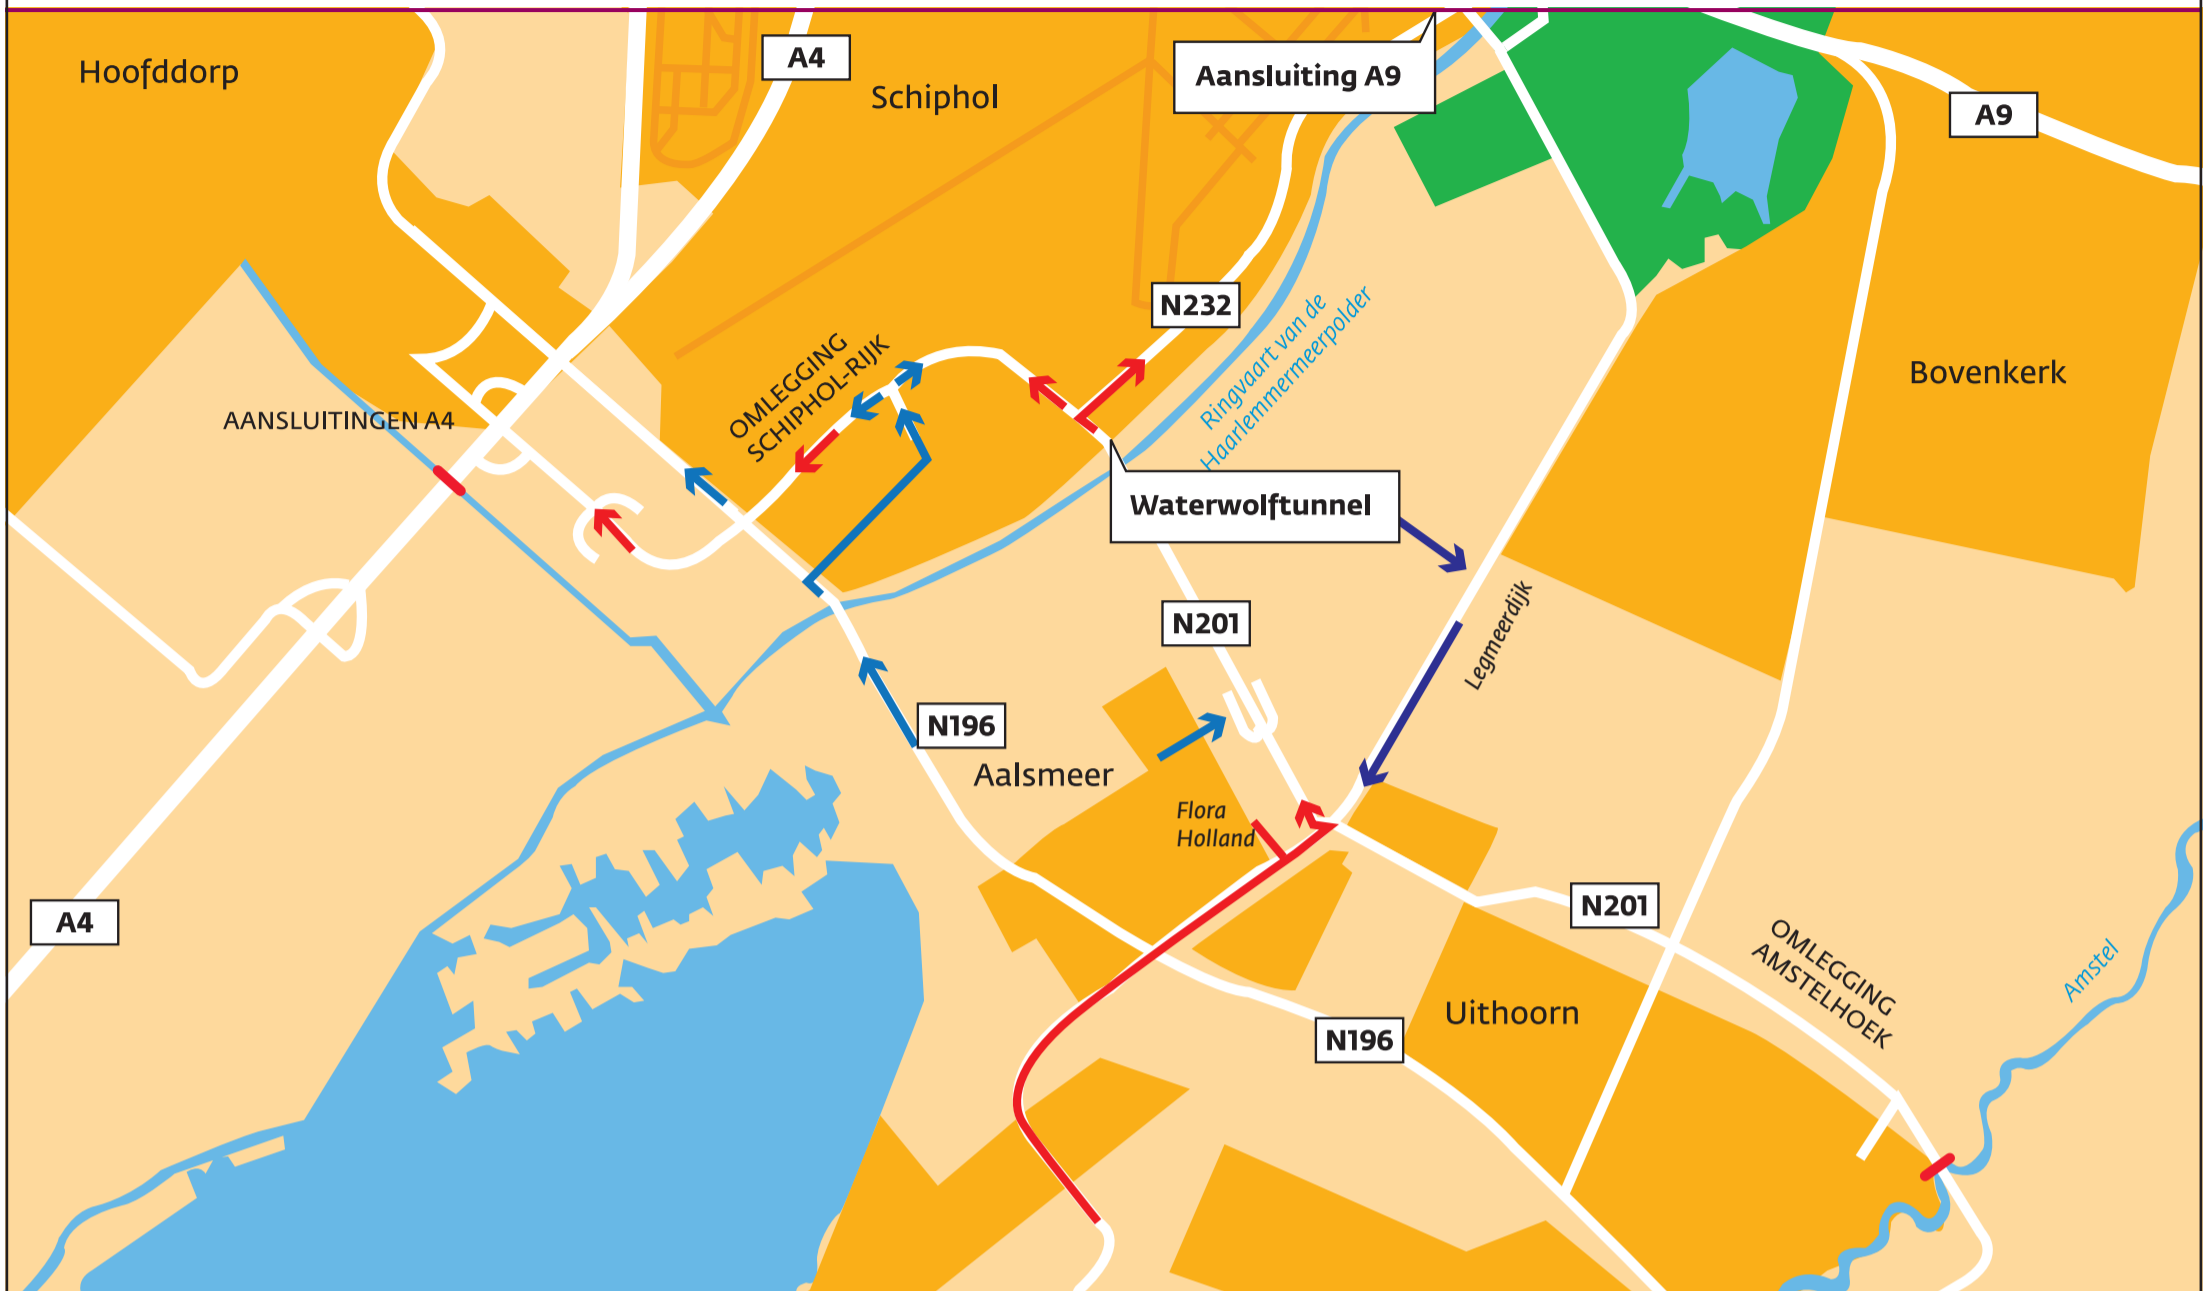 Hoofddorp
A4
Schiphol
Aansluiting A9
A9
N232
Ringvaart van de
Haarlemmermeerpolder
OMLEGGING
SCHIPHOL-RIJK
Bovenkerk
AANSLUITINGEN A4
Waterwolftunnel
N201
Legmeerdijk
N196
Aalsmeer
Flora
Holland
A4
N201
OMLEGGING
AMSTELHOEK
Amstel
Uithoorn
N196